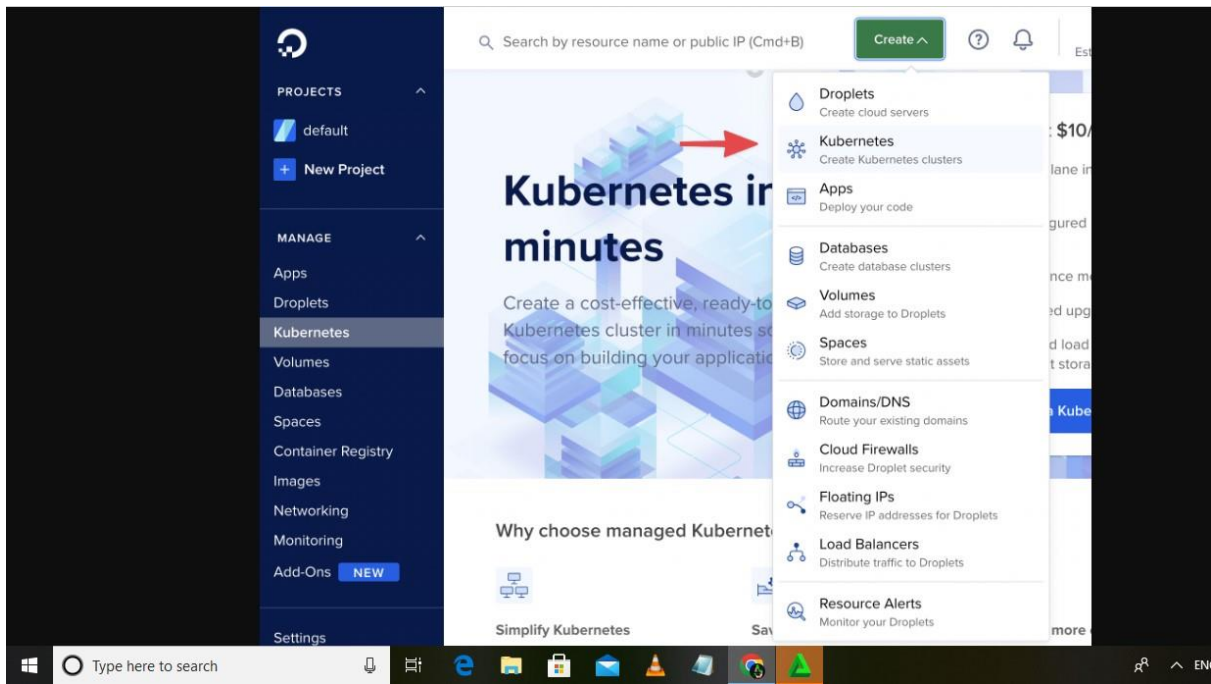 Search by resource name or public IP (Cmd+B)
Create
?
Est
PROJECTS
default
+ New Project
MANAGE
Apps
Droplets
Kubernetes
Volumes
Databases
Spaces
Container Registry
Images
Networking
Monitoring
Add-Ons NEW
Settings
Kubernetes in
minutes
Create a cost-effective, ready-to
Kubernetes cluster in minutes so
focus on building your applicatio
Why choose managed Kubernet
Simplify Kubernetes
Sav
more
Droplets
Create cloud servers
Kubernetes
Create Kubernetes clusters
Apps
Deploy your code
Databases
Create database clusters
Volumes
Add storage to Droplets
Spaces
Store and serve static assets
Domains/DNS
Route your existing domains
Cloud Firewalls
Increase Droplet security
Floating IPs
Reserve IP addresses for Droplets
Load Balancers
Distribute traffic to Droplets
Resource Alerts
Monitor your Droplets
$10/
lane in
gured
nce m
ed upg
d load
t stora
Kube
Type here to search
ENG